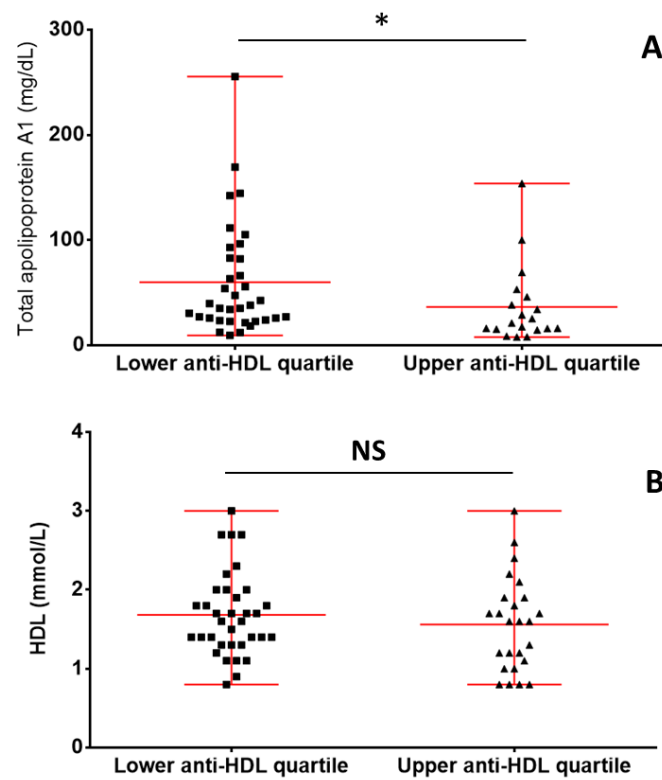 Total apolipoprotein A1 (mg/dL)
300
200
100
0
*
A
Lower anti-HDL quartile
Upper anti-HDL quartile
HDL (mmol/L)
4
3
2
1
0
NS
B
Lower anti-HDL quartile
Upper anti-HDL quartile